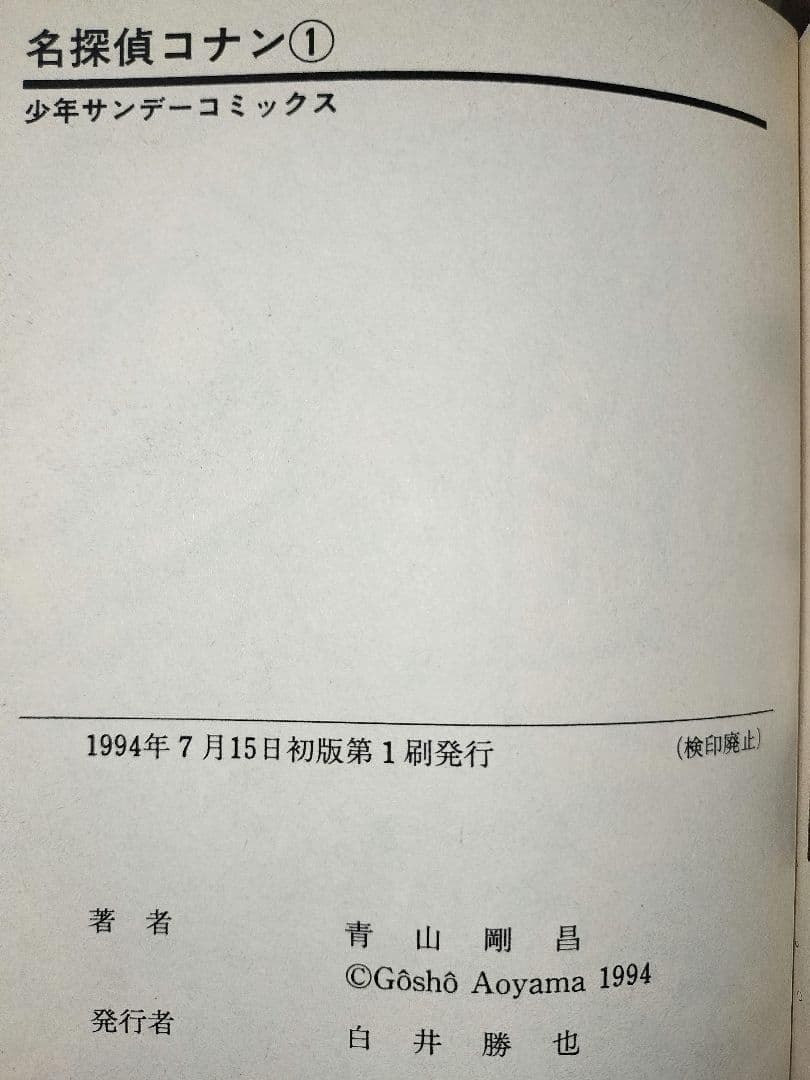 名探偵コナン①
少年サンデーコミックス
1994年7月15日初版第1刷発行 (検印廃止)
著者 青山剛昌
©Gôshô Aoyama 1994
発行者 白井勝也